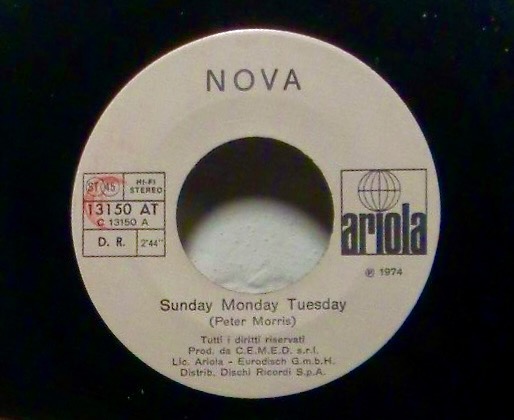 NOVA
ST 45
HI-FI
STEREO
13150 AT
C 13150 A
D. R. 2'44"
ariola
℗ 1974
Sunday Monday Tuesday
(Peter Morris)
Tutti i diritti riservati
Prod. da C.E.M.E.D. s.r.l.
Lic. Ariola - Eurodisch G.m.b.H.
Distrib. Dischi Ricordi S.p.A.